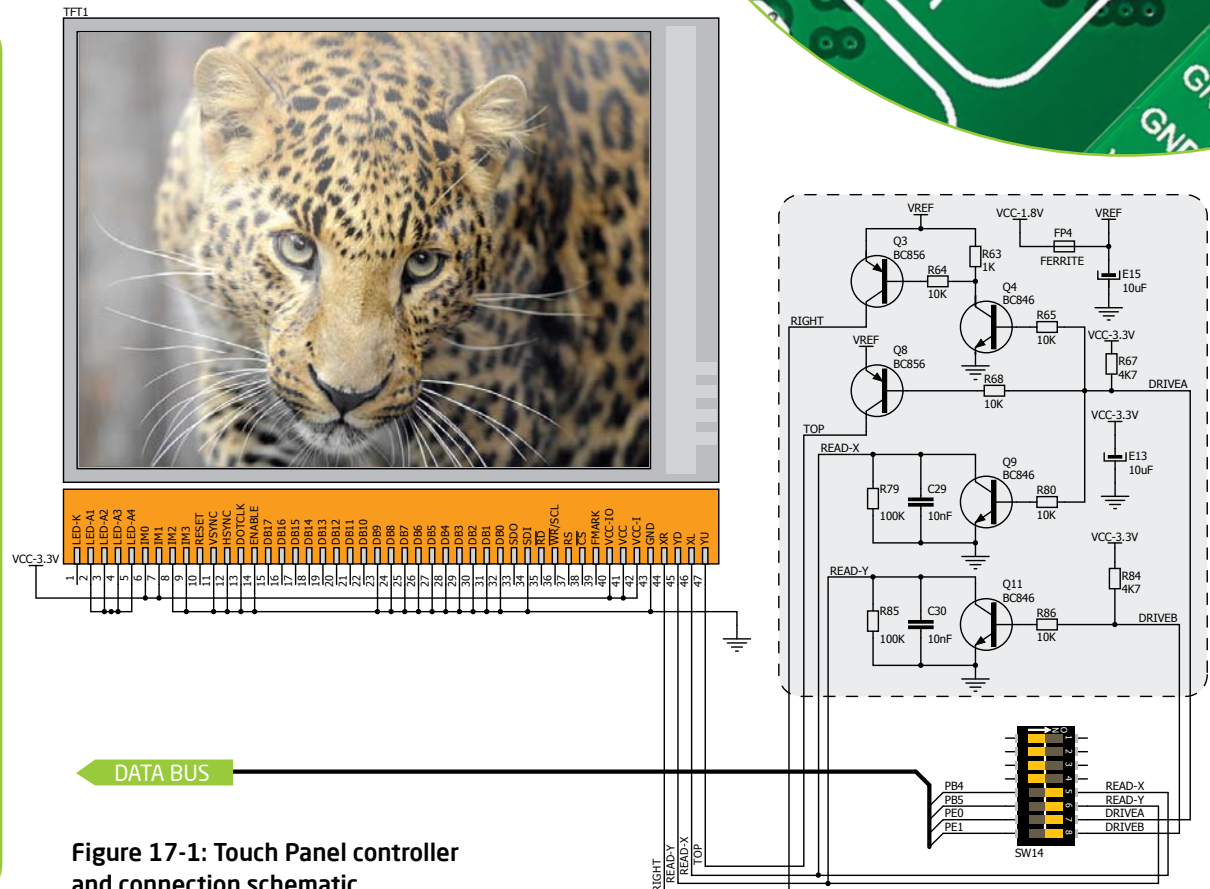 TFT1
LED-K
LED-A1
LED-A2
LED-A3
LED-A4
IM0
IM1
IM2
IM3
RESET
VSYNC
HSYNC
DOTCLK
ENABLE
DB17
DB16
DB15
DB14
DB13
DB12
DB11
DB10
DB9
DB8
DB7
DB6
DB5
DB4
DB3
DB2
DB1
DB0
SDO
SDI
RD
WR/SCL
RS
CS
FMARK
VCC-IO
VCC
VCC-I
GND
XR
YD
XL
YU
VCC-3.3V
1 2 3 4 5 6 7 8 9 10 11 12 13 14 15 16 17 18 19 20 21 22 23 24 25 26 27 28 29 30 31 32 33 34 35 36 37 38 39 40 41 42 43 44 45 46 47
GND
VREF
VCC-1.8V
VREF
Q3
BC856
R63
1K
FP4
FERRITE
R64
10K
E15
10uF
Q4
BC846
R65
10K
RIGHT
VREF
VCC-3.3V
Q8
BC856
R67
4K7
R68
10K
DRIVEA
TOP
VCC-3.3V
READ-X
E13
10uF
Q9
BC846
R79
100K
C29
10nF
R80
10K
VCC-3.3V
READ-Y
R84
4K7
Q11
BC846
R85
100K
C30
10nF
R86
10K
DRIVEB
DATA BUS
O N
1
2
3
4
5
6
7
8
PB4
PB5
PE0
PE1
READ-X
READ-Y
DRIVEA
DRIVEB
SW14
RIGHT
READ-Y
READ-X
TOP
Figure 17-1: Touch Panel controller
and connection schematic